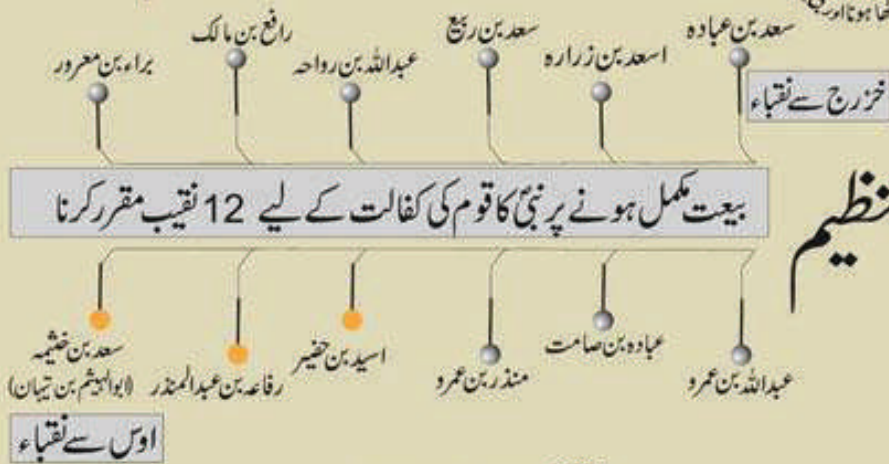 سعد بن عبادہ
اسعد بن زرارہ
سعد بن ربیع
عبداللہ بن رواحہ
رافع بن مالک
براء بن معرور
خزرج سے نقباء
بیعت مکمل ہونے پر نبیؐ کا قوم کی کفالت کے لیے 12 نقیب مقرر کرنا
عبداللہ بن عمرو
عبادہ بن صامت
منذر بن عمرو
اسید بن حضیر
رفاعہ بن عبدالمنذر
سعد بن خثیمہ
(ابوالہیثم بن تیہان)
اوس سے نقباء